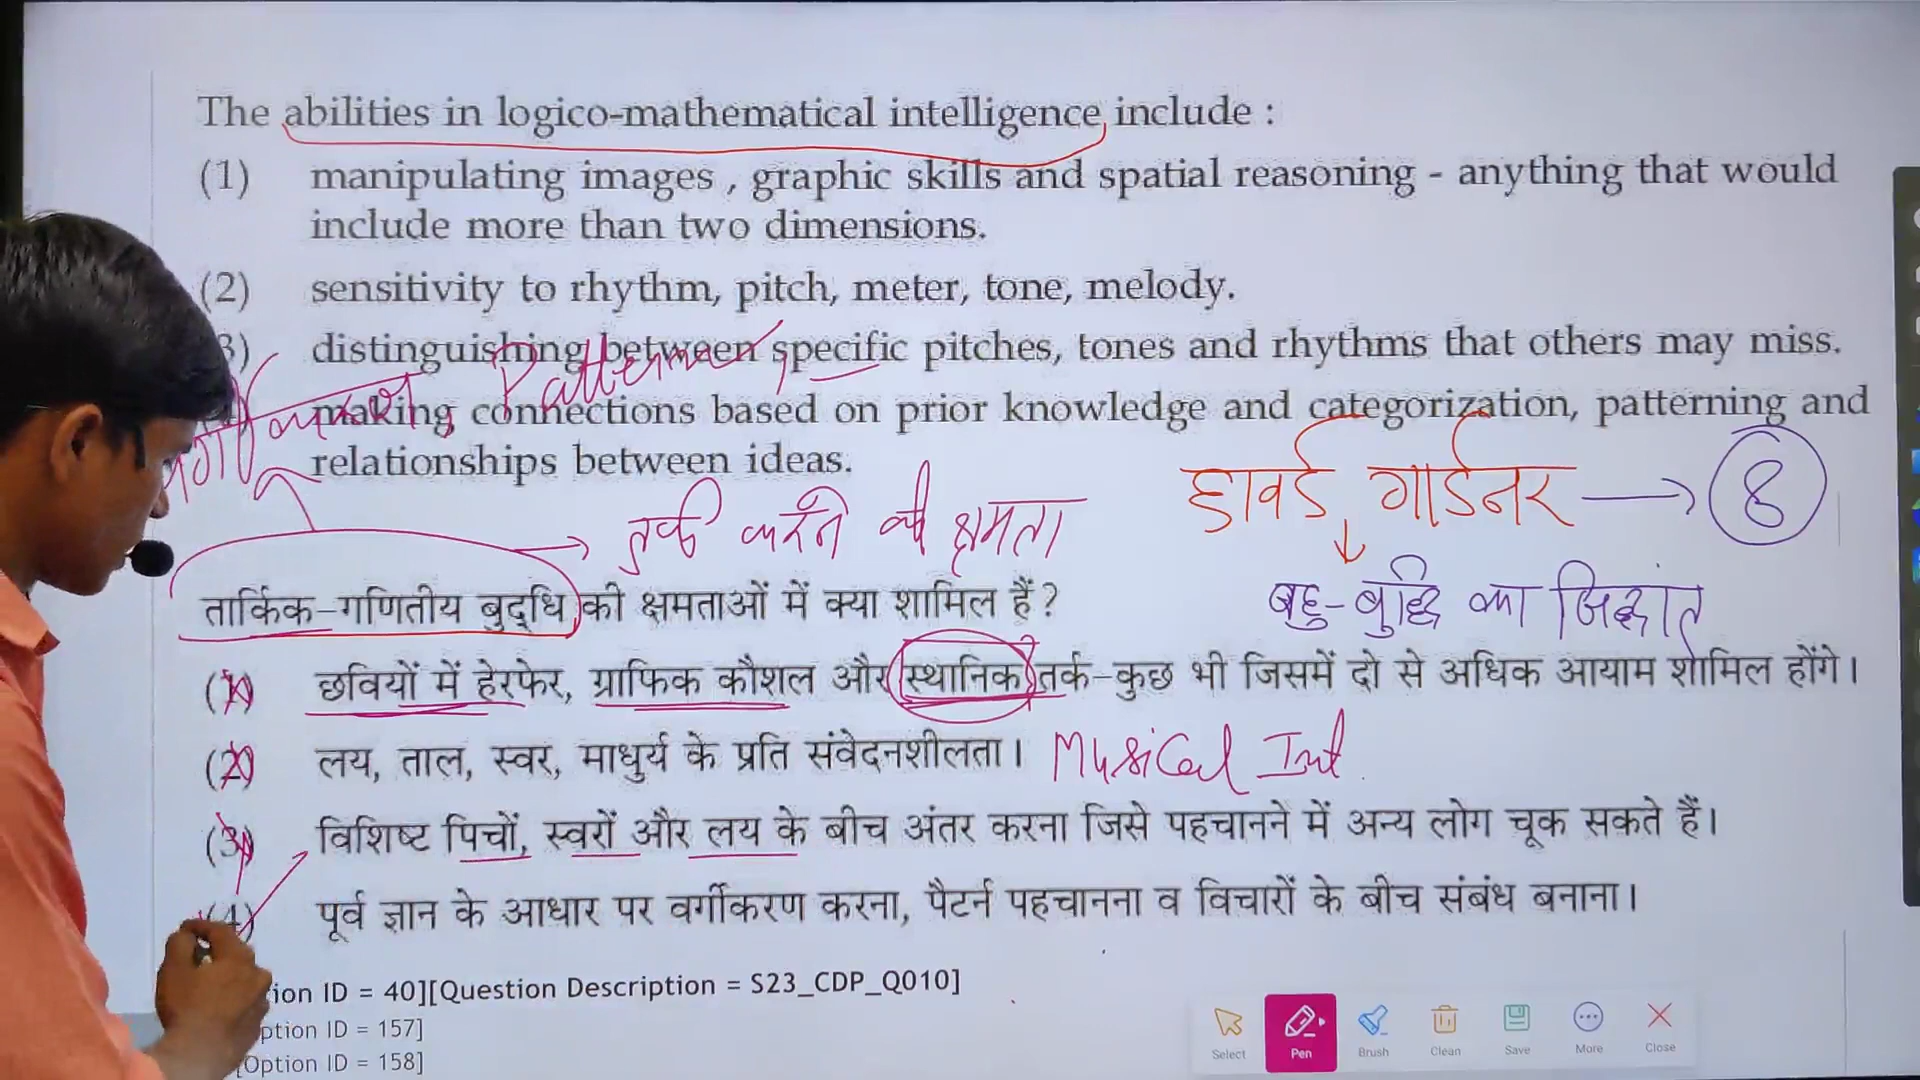 The abilities in logico-mathematical intelligence include :
(1) manipulating images , graphic skills and spatial reasoning - anything that would
include more than two dimensions.
(2) sensitivity to rhythm, pitch, meter, tone, melody.
3) distinguishing between specific pitches, tones and rhythms that others may miss.
Patterns
making connections based on prior knowledge and categorization, patterning and
relationships between ideas.
हावर्ड गार्डनर → 8
तर्क करने की क्षमता
तार्किक-गणितीय बुद्धि की क्षमताओं में क्या शामिल हैं ?
बहु-बुद्धि का सिद्धांत
(1) छवियों में हेरफेर, ग्राफिक कौशल और स्थानिक तर्क-कुछ भी जिसमें दो से अधिक आयाम शामिल होंगे।
(2) लय, ताल, स्वर, माधुर्य के प्रति संवेदनशीलता। Musical Int.
(3) विशिष्ट पिचों, स्वरों और लय के बीच अंतर करना जिसे पहचानने में अन्य लोग चूक सकते हैं।
(4) पूर्व ज्ञान के आधार पर वर्गीकरण करना, पैटर्न पहचानना व विचारों के बीच संबंध बनाना।
ion ID = 40][Question Description = S23_CDP_Q010]
ption ID = 157]
[Option ID = 158]
Select Pen Brush Clean Save More Close